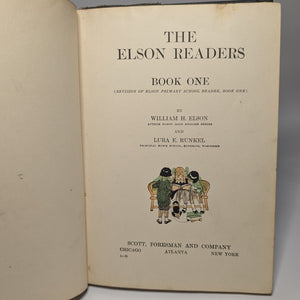 THE
ELSON READERS
BOOK ONE
(REVISION OF ELSON PRIMARY SCHOOL READER, BOOK ONE)
BY
WILLIAM H. ELSON
AND
LURA E. RUNKEL
SCOTT, FORESMAN AND COMPANY
CHICAGO ATLANTA NEW YORK